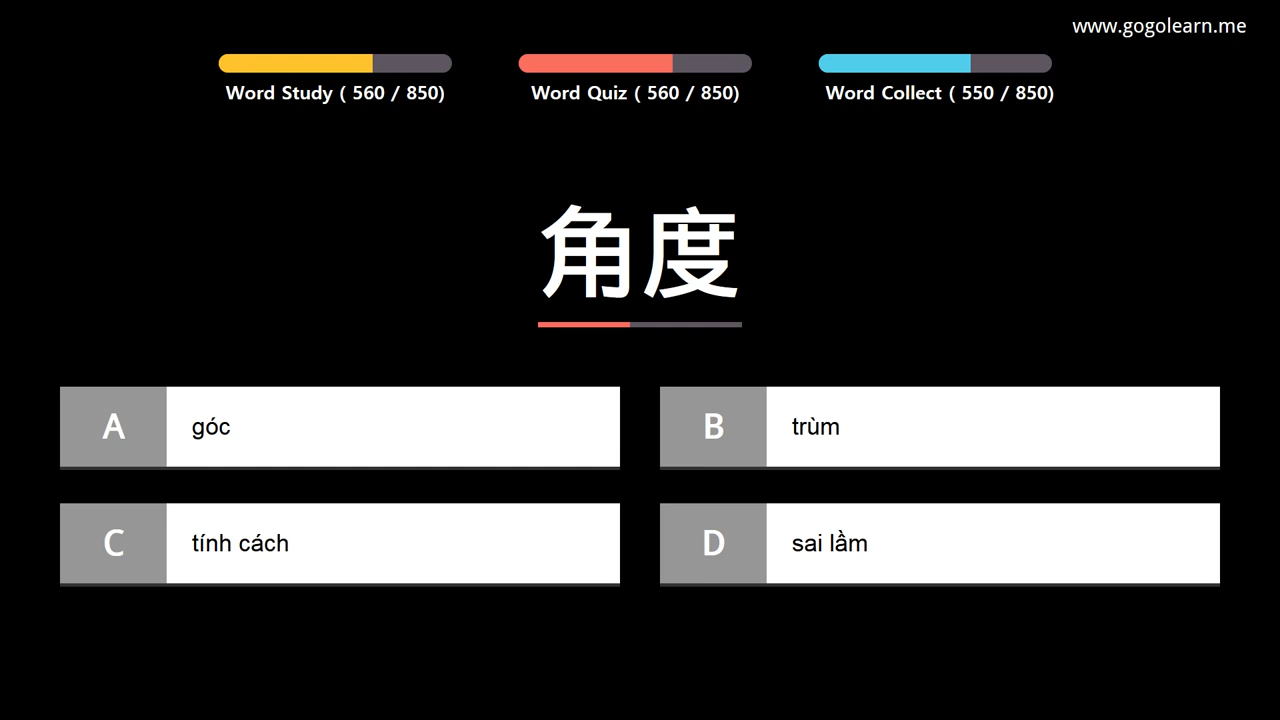 www.gogolearn.me
Word Study ( 560 / 850)
Word Quiz ( 560 / 850)
Word Collect ( 550 / 850)
角度
A góc
B trùm
C tính cách
D sai lầm